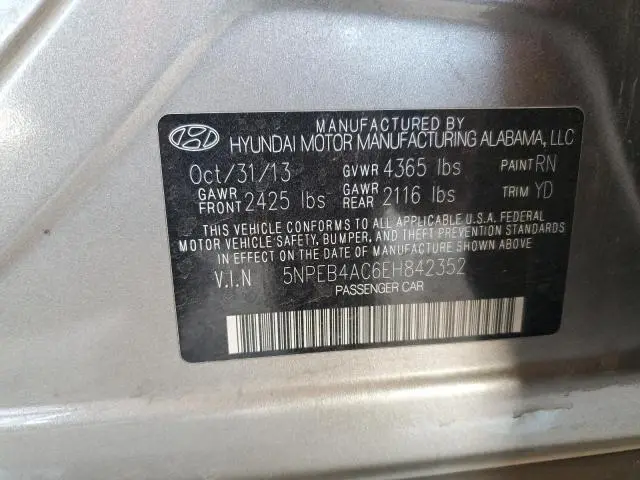 MANUFACTURED BY
HYUNDAI MOTOR MANUFACTURING ALABAMA, LLC
Oct/31/13 GVWR 4365 lbs PAINT RN
GAWR FRONT 2425 lbs GAWR REAR 2116 lbs TRIM YD
THIS VEHICLE CONFORMS TO ALL APPLICABLE U.S.A. FEDERAL
MOTOR VEHICLE SAFETY, BUMPER, AND THEFT PREVENTION STANDARDS
IN EFFECT ON THE DATE OF MANUFACTURE SHOWN ABOVE
V.I.N 5NPEB4AC6EH842352
PASSENGER CAR